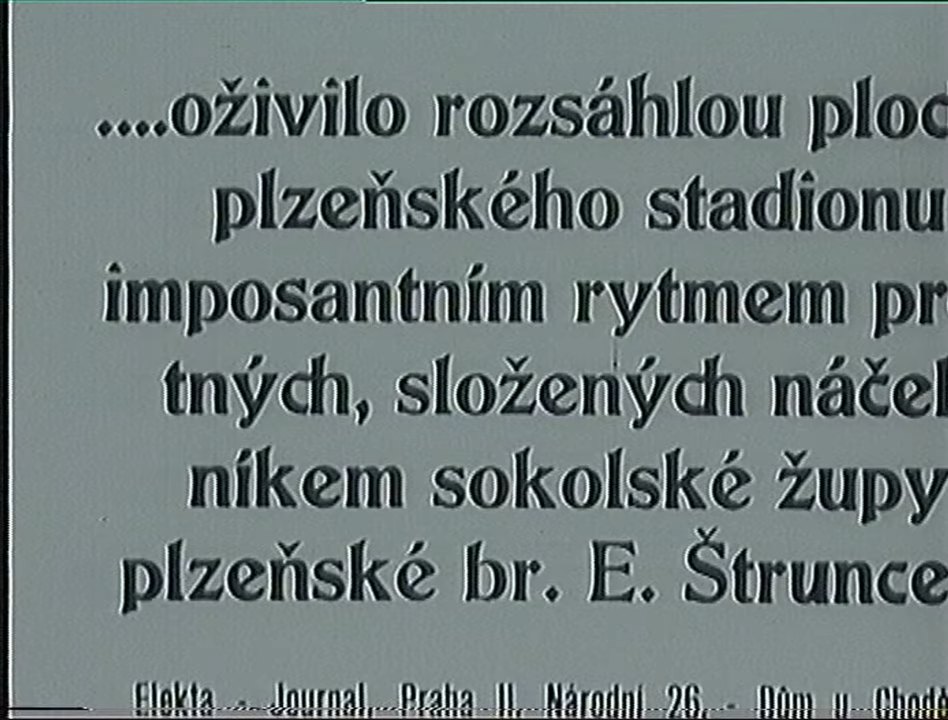 ....oživilo rozsáhlou ploc
plzeňského stadionu
imposantním rytmem pr
tných, složených náčel
níkem sokolské župy
plzeňské br. E. Štrunce
Elekta - Journal, Praha II, Národní 26, - Dům u Chodě